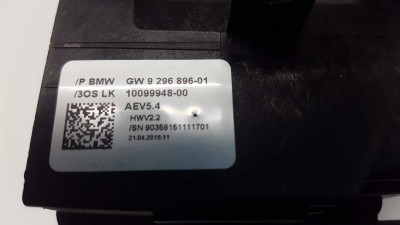 /P BMW GW 9 296 896-01
/3OS LK 10099948-00
AEV5.4
HWV2.2
/SN 90358151111701
21.04.2015.11